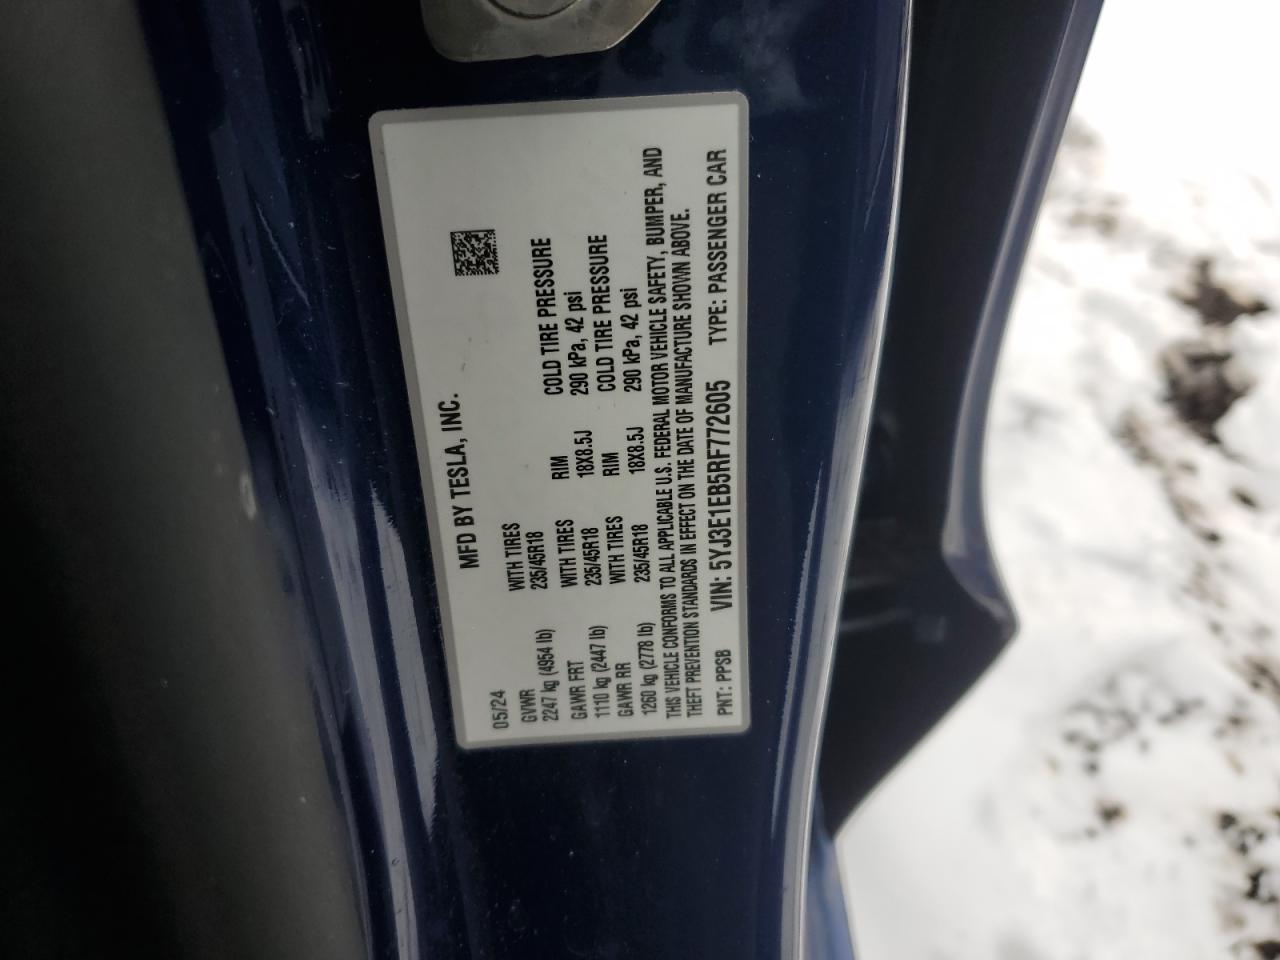 MFD BY TESLA, INC.
05/24
GVWR WITH TIRES RIM COLD TIRE PRESSURE
2247 kg (4954 lb) 235/45R18
GAWR FRT WITH TIRES RIM COLD TIRE PRESSURE
1110 kg (2447 lb) 235/45R18 18X8.5J 290 kPa, 42 psi
GAWR RR WITH TIRES RIM COLD TIRE PRESSURE
1260 kg (2778 lb) 235/45R18 18X8.5J 290 kPa, 42 psi
THIS VEHICLE CONFORMS TO ALL APPLICABLE U.S. FEDERAL MOTOR VEHICLE SAFETY, BUMPER, AND
THEFT PREVENTION STANDARDS IN EFFECT ON THE DATE OF MANUFACTURE SHOWN ABOVE.
PNT: PPSB VIN: 5YJ3E1EB5RF772605 TYPE: PASSENGER CAR